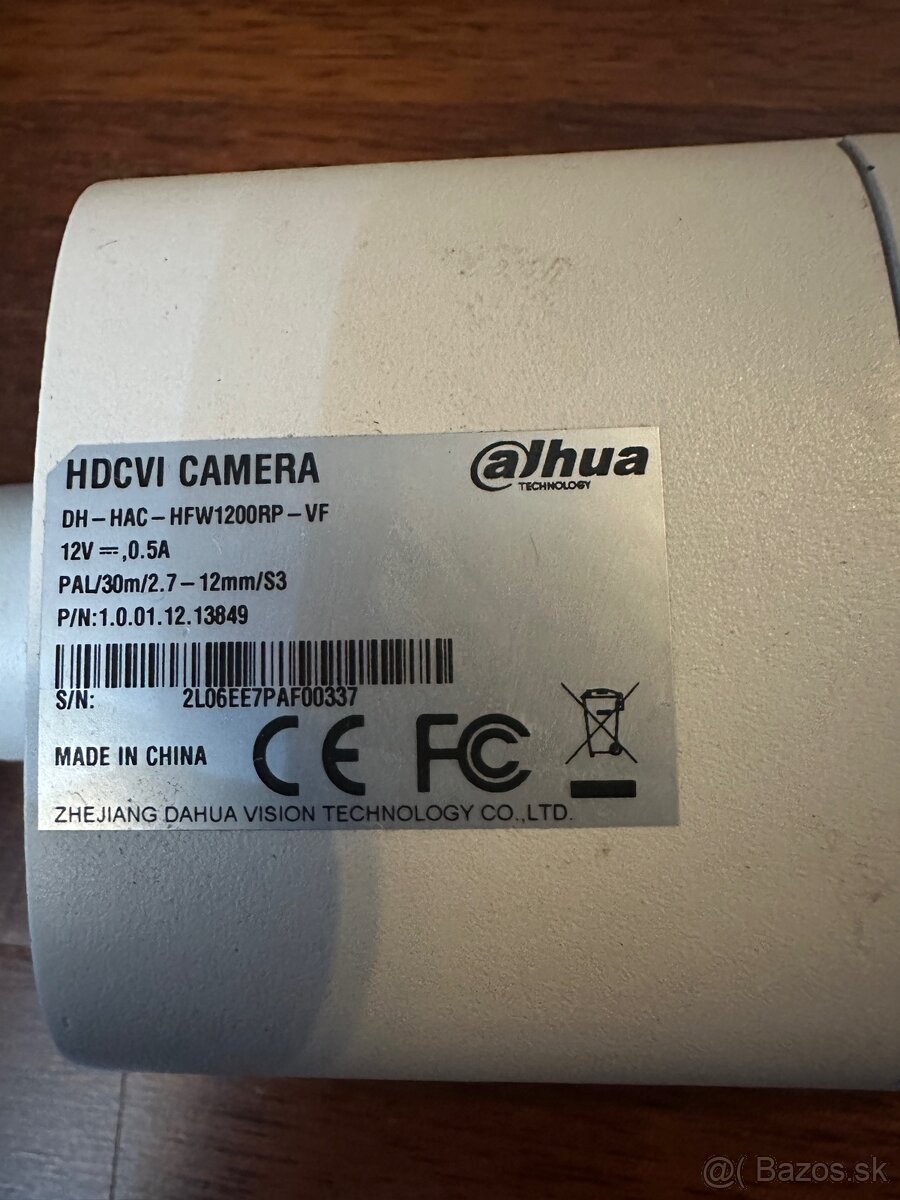 HDCVI CAMERA
alhua
TECHNOLOGY
DH-HAC-HFW1200RP-VF
12V ⎓,0.5A
PAL/30m/2.7-12mm/S3
P/N:1.0.01.12.13849
S/N: 2L06EE7PAF00337
MADE IN CHINA
CE FC
ZHEJIANG DAHUA VISION TECHNOLOGY CO.,LTD.
@( Bazos.sk